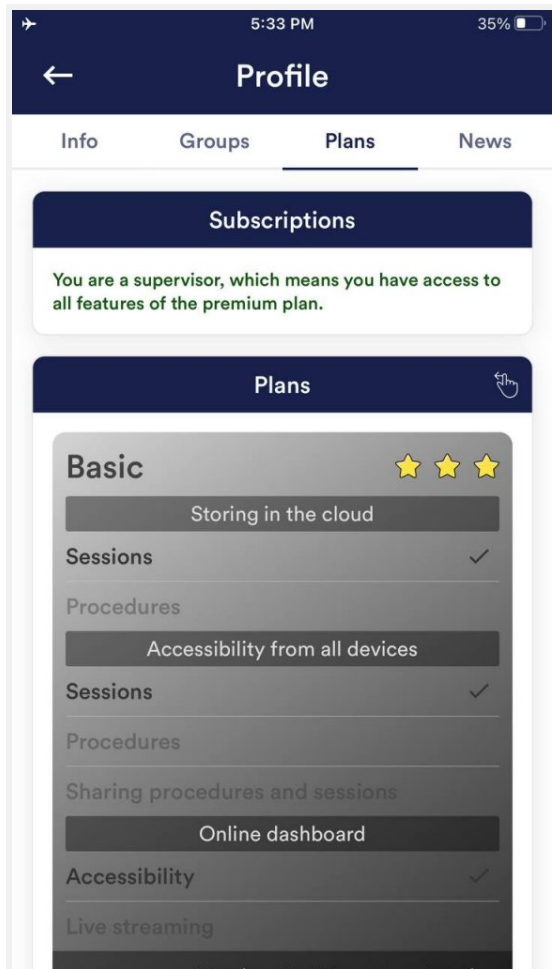 5:33 PM
35%
Profile
Info Groups Plans News
Subscriptions
You are a supervisor, which means you have access to
all features of the premium plan.
Plans
Basic
Storing in the cloud
Sessions
Procedures
Accessibility from all devices
Sessions
Procedures
Sharing procedures and sessions
Online dashboard
Accessibility
Live streaming